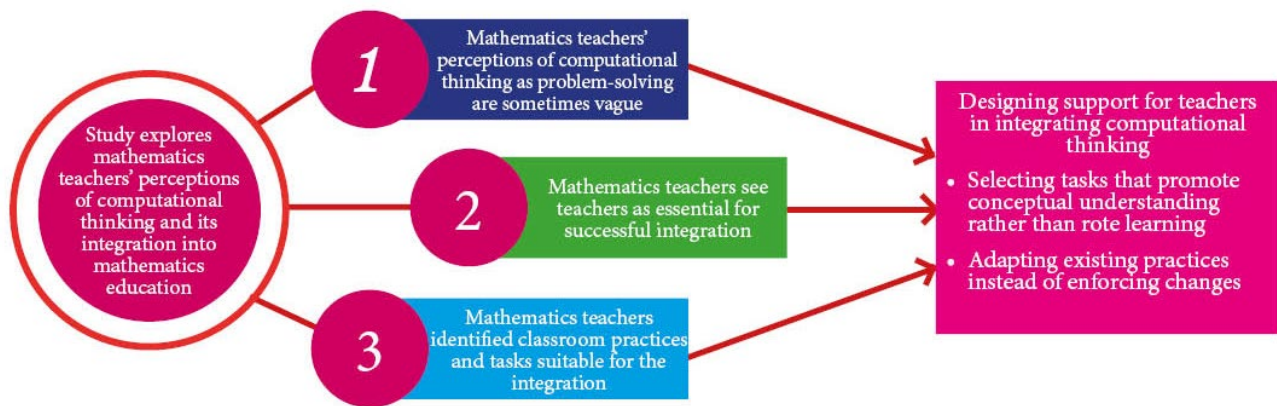 Study explores
mathematics
teachers’ perceptions
of computational
thinking and its
integration into
mathematics
education
1
Mathematics teachers’
perceptions of computational
thinking as problem-solving
are sometimes vague
2
Mathematics teachers see
teachers as essential for
successful integration
3
Mathematics teachers
identified classroom practices
and tasks suitable for the
integration
Designing support for teachers
in integrating computational
thinking
• Selecting tasks that promote
conceptual understanding
rather than rote learning
• Adapting existing practices
instead of enforcing changes